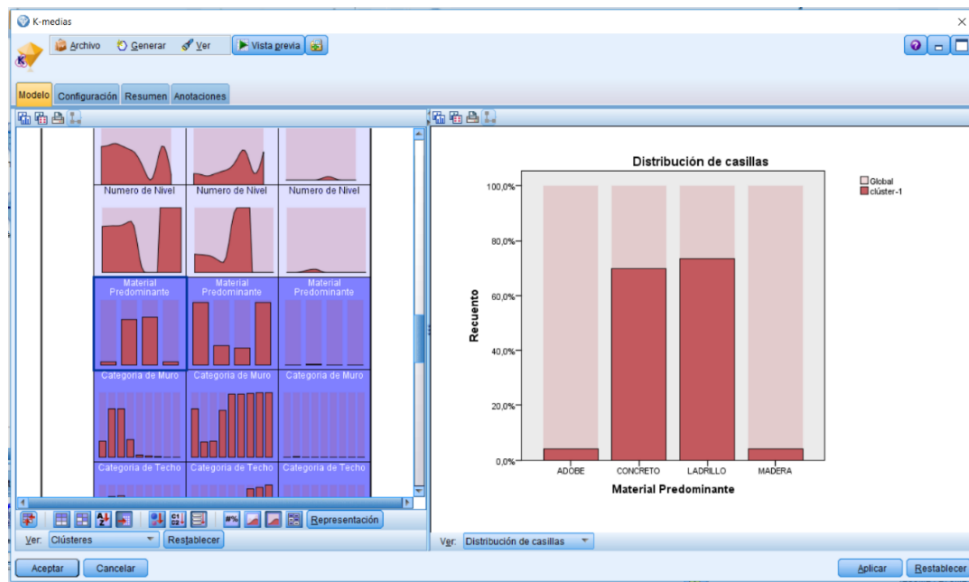 K-medias
Archivo Generar Ver Vista previa
Modelo Configuración Resumen Anotaciones
Numero de Nivel Numero de Nivel Numero de Nivel
Material Predominante Material Predominante Material Predominante
Categoria de Muro Categoria de Muro Categoria de Muro
Categoria de Techo Categoria de Techo Categoria de Techo
Representación
Ver: Clústeres Restablecer
Distribución de casillas
Global
clúster-1
100,0%
80,0%
60,0%
40,0%
20,0%
0,0%
Recuento
ADOBE CONCRETO LADRILLO MADERA
Material Predominante
Ver: Distribución de casillas
Aceptar Cancelar Aplicar Restablecer